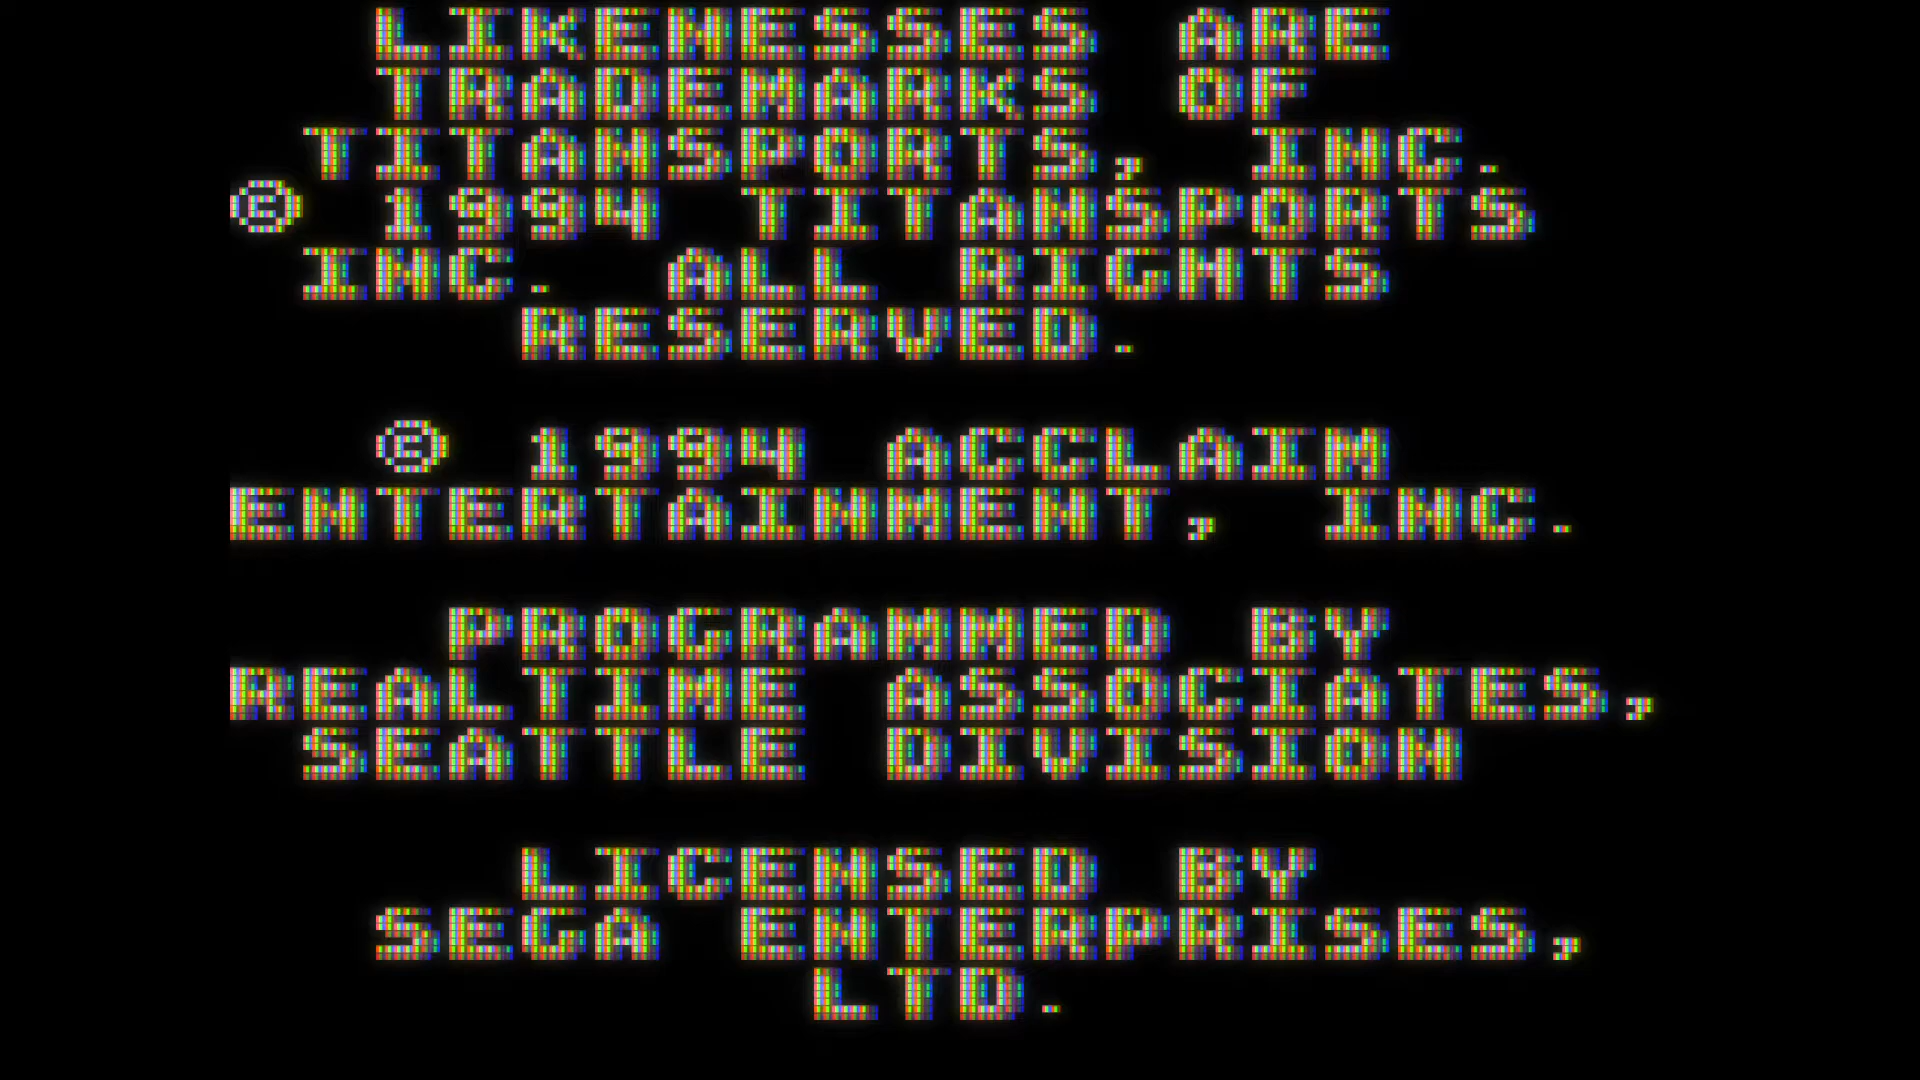 LIKENESSES ARE
TRADEMARKS OF
TITANSPORTS, INC.
© 1994 TITANSPORTS
INC. ALL RIGHTS
RESERVED.
© 1994 ACCLAIM
ENTERTAINMENT, INC.
PROGRAMMED BY
REALTIME ASSOCIATES,
SEATTLE DIVISION
LICENSED BY
SEGA ENTERPRISES,
LTD.